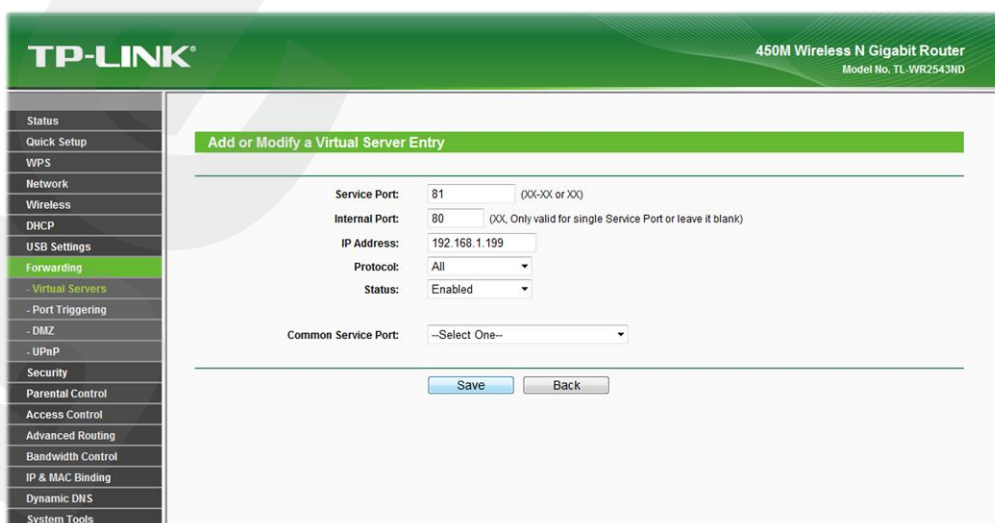 TP-LINK®
450M Wireless N Gigabit Router
Model No. TL-WR2543ND
Status
Quick Setup
WPS
Network
Wireless
DHCP
USB Settings
Forwarding
- Virtual Servers
- Port Triggering
- DMZ
- UPnP
Security
Parental Control
Access Control
Advanced Routing
Bandwidth Control
IP & MAC Binding
Dynamic DNS
System Tools
Add or Modify a Virtual Server Entry
Service Port: 81 (XX-XX or XX)
Internal Port: 80 (XX, Only valid for single Service Port or leave it blank)
IP Address: 192.168.1.199
Protocol: All
Status: Enabled
Common Service Port: --Select One--
Save Back